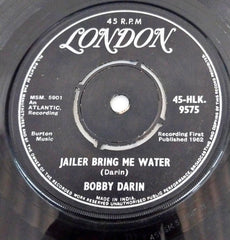 45 R.P.M
LONDON
MSM. 5901
An
ATLANTIC.
Recording
45-HLK.
9575
Burton
Music
Recording First
Published 1962
JAILER BRING ME WATER
(Darin)
BOBBY DARIN
MADE IN INDIA.